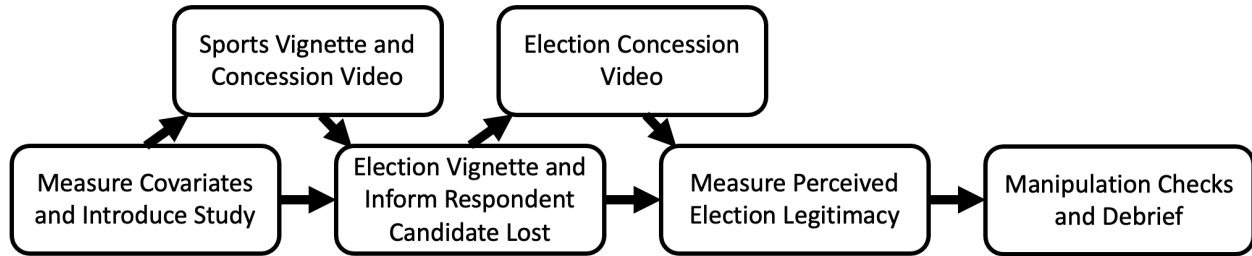 Sports Vignette and
Concession Video
Election Concession
Video
Measure Covariates
and Introduce Study
Election Vignette and
Inform Respondent
Candidate Lost
Measure Perceived
Election Legitimacy
Manipulation Checks
and Debrief